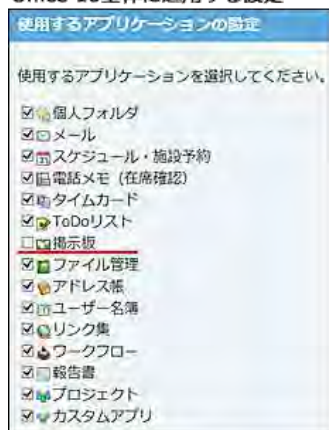 使用するアプリケーションの設定
使用するアプリケーションを選択してください。
個人フォルダ
メール
スケジュール・施設予約
電話メモ（在席確認）
タイムカード
ToDoリスト
掲示板
ファイル管理
アドレス帳
ユーザー名簿
リンク集
ワークフロー
報告書
プロジェクト
カスタムアプリ